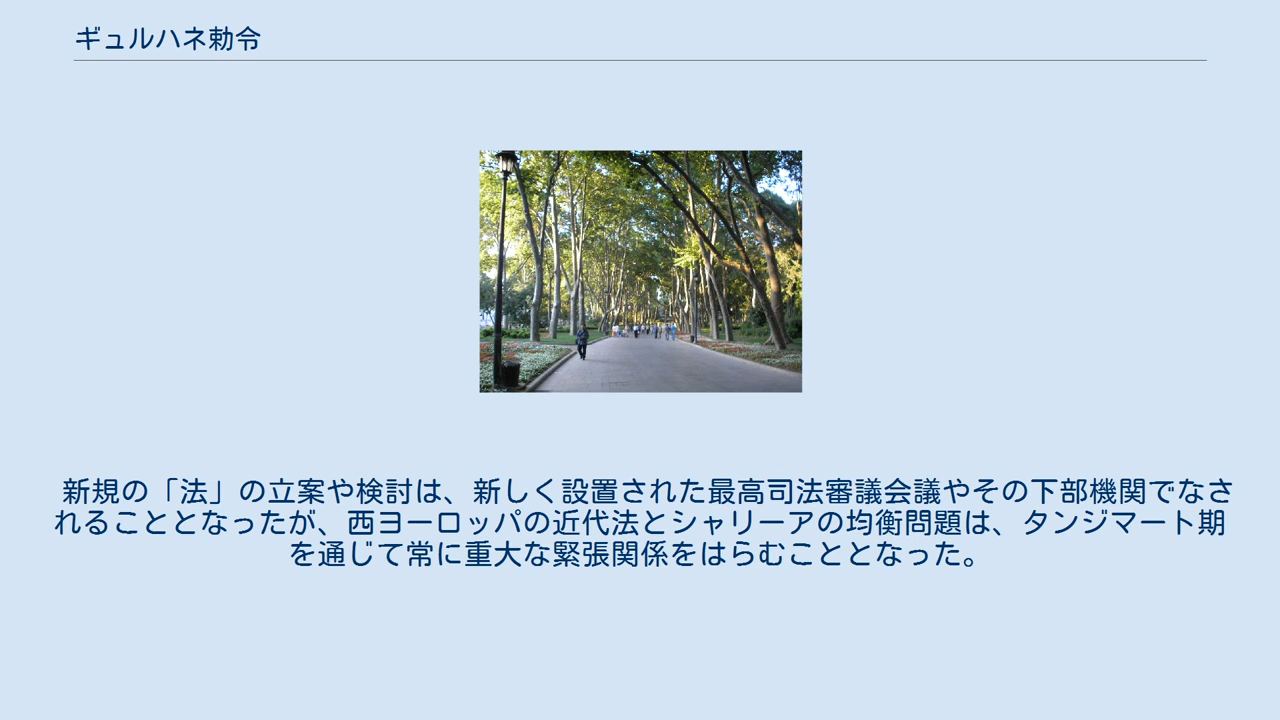 ギュルハネ勅令
新規の「法」の立案や検討は、新しく設置された最高司法審議会議やその下部機関でなさ
れることとなったが、西ヨーロッパの近代法とシャリーアの均衡問題は、タンジマート期
を通じて常に重大な緊張関係をはらむこととなった。